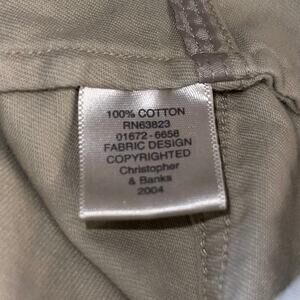 100% COTTON
RN63823
01672-6658
FABRIC DESIGN
COPYRIGHTED
Christopher
& Banks
2004